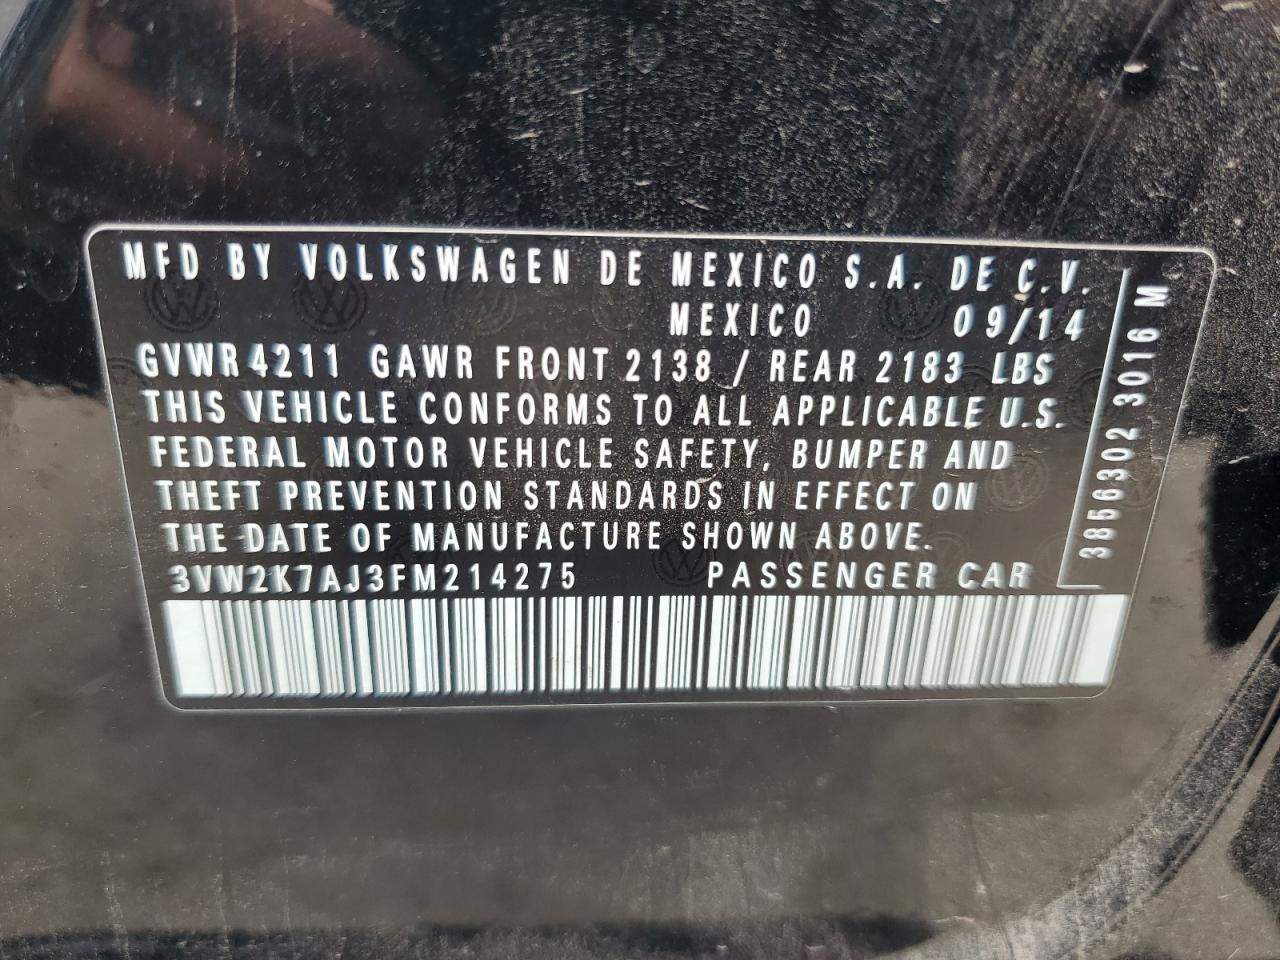 MFD BY VOLKSWAGEN DE MEXICO S.A. DE C.V.
MEXICO 09/14
GVWR 4211 GAWR FRONT 2138 / REAR 2183 LBS
THIS VEHICLE CONFORMS TO ALL APPLICABLE U.S.
FEDERAL MOTOR VEHICLE SAFETY, BUMPER AND
THEFT PREVENTION STANDARDS IN EFFECT ON
THE DATE OF MANUFACTURE SHOWN ABOVE.
3VW2K7AJ3FM214275 PASSENGER CAR
3856302 3016 M